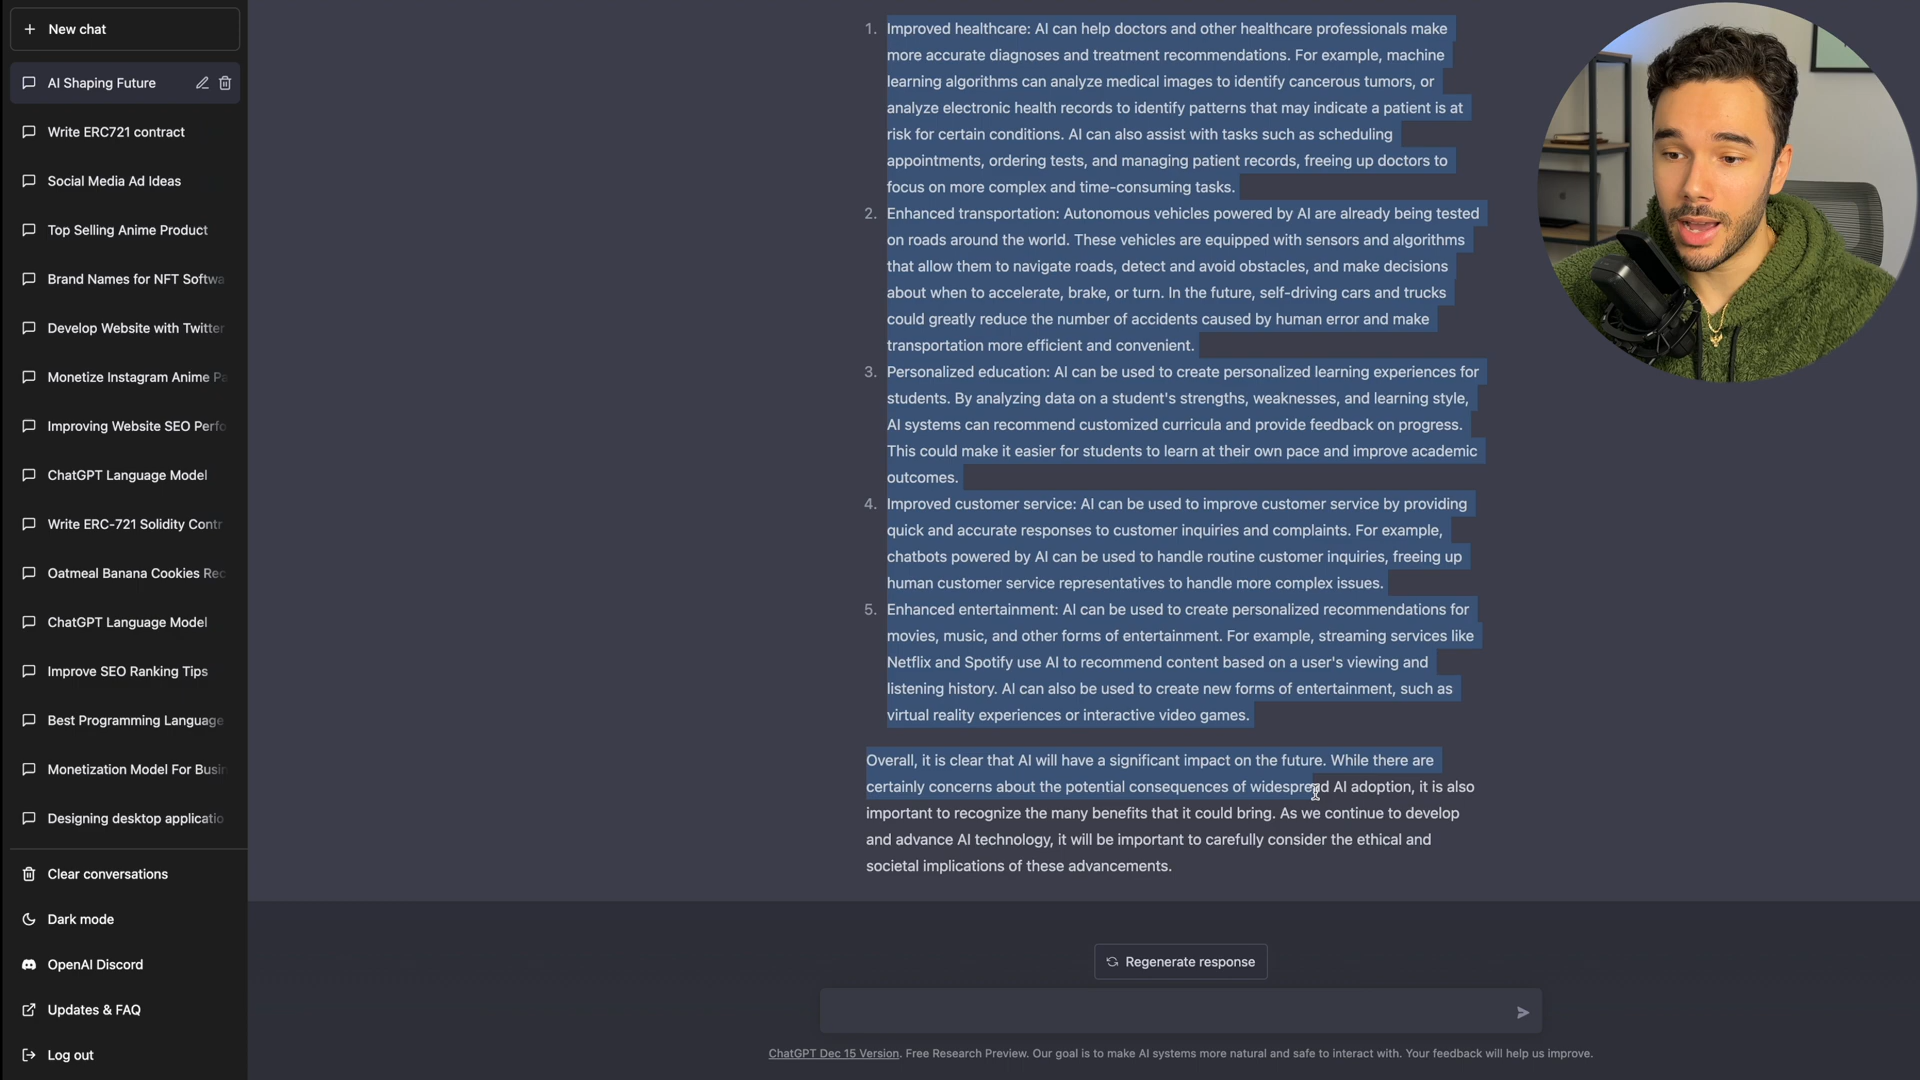 New chat
AI Shaping Future
Write ERC721 contract
Social Media Ad Ideas
Top Selling Anime Product
Brand Names for NFT Softwa
Develop Website with Twitter
Monetize Instagram Anime Pa
Improving Website SEO Perfo
ChatGPT Language Model
Write ERC-721 Solidity Contr
Oatmeal Banana Cookies Rec
ChatGPT Language Model
Improve SEO Ranking Tips
Best Programming Language
Monetization Model For Busin
Designing desktop applicatio
Clear conversations
Dark mode
OpenAI Discord
Updates & FAQ
Log out
1. Improved healthcare: AI can help doctors and other healthcare professionals make
more accurate diagnoses and treatment recommendations. For example, machine
learning algorithms can analyze medical images to identify cancerous tumors, or
analyze electronic health records to identify patterns that may indicate a patient is at
risk for certain conditions. AI can also assist with tasks such as scheduling
appointments, ordering tests, and managing patient records, freeing up doctors to
focus on more complex and time-consuming tasks.
2. Enhanced transportation: Autonomous vehicles powered by AI are already being tested
on roads around the world. These vehicles are equipped with sensors and algorithms
that allow them to navigate roads, detect and avoid obstacles, and make decisions
about when to accelerate, brake, or turn. In the future, self-driving cars and trucks
could greatly reduce the number of accidents caused by human error and make
transportation more efficient and convenient.
3. Personalized education: AI can be used to create personalized learning experiences for
students. By analyzing data on a student's strengths, weaknesses, and learning style,
AI systems can recommend customized curricula and provide feedback on progress.
This could make it easier for students to learn at their own pace and improve academic
outcomes.
4. Improved customer service: AI can be used to improve customer service by providing
quick and accurate responses to customer inquiries and complaints. For example,
chatbots powered by AI can be used to handle routine customer inquiries, freeing up
human customer service representatives to handle more complex issues.
5. Enhanced entertainment: AI can be used to create personalized recommendations for
movies, music, and other forms of entertainment. For example, streaming services like
Netflix and Spotify use AI to recommend content based on a user's viewing and
listening history. AI can also be used to create new forms of entertainment, such as
virtual reality experiences or interactive video games.
Overall, it is clear that AI will have a significant impact on the future. While there are
certainly concerns about the potential consequences of widespread AI adoption, it is also
important to recognize the many benefits that it could bring. As we continue to develop
and advance AI technology, it will be important to carefully consider the ethical and
societal implications of these advancements.
Regenerate response
ChatGPT Dec 15 Version. Free Research Preview. Our goal is to make AI systems more natural and safe to interact with. Your feedback will help us improve.